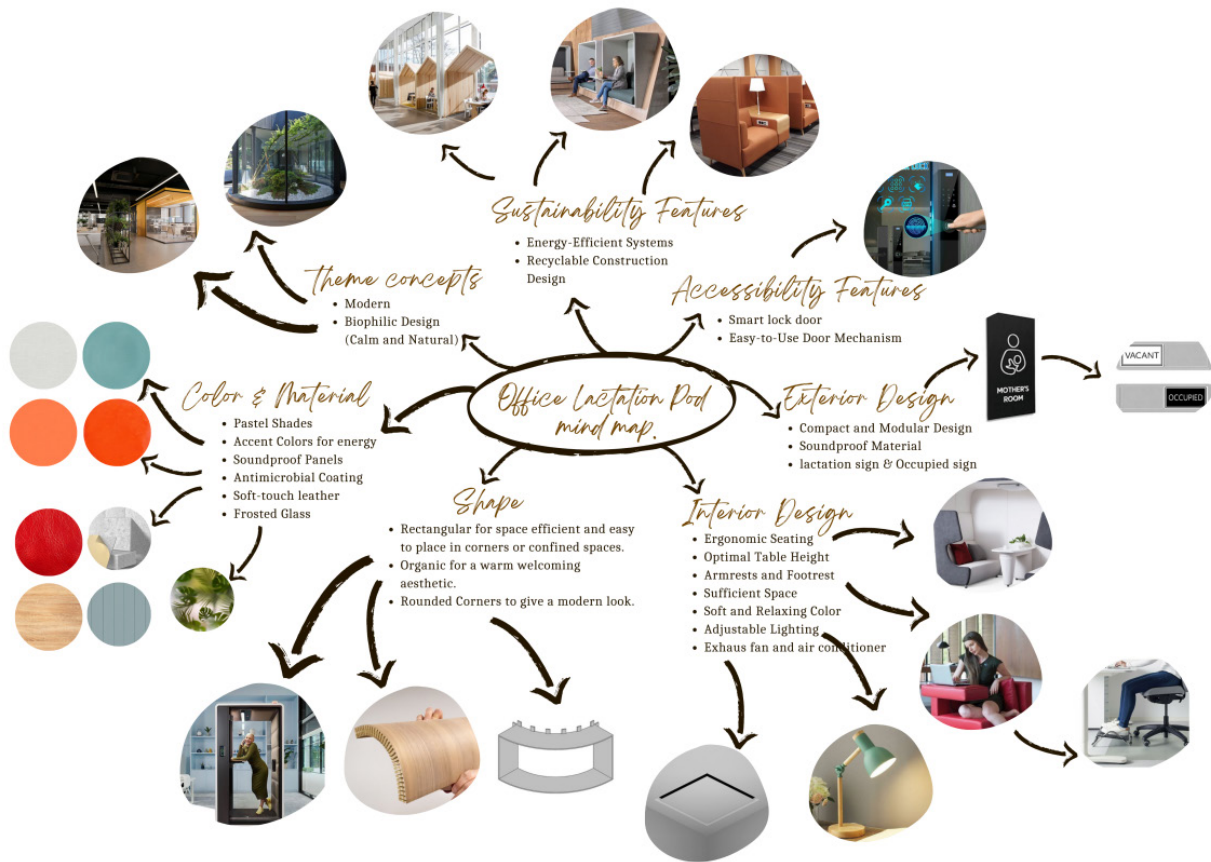 Sustainability Features
• Energy-Efficient Systems
• Recyclable Construction
Design
Theme concepts
• Modern
• Biophilic Design
(Calm and Natural)
Accessibility Features
• Smart lock door
• Easy-to-Use Door Mechanism
Office Lactation Pod
mind map.
Color & Material
• Pastel Shades
• Accent Colors for energy
• Soundproof Panels
• Antimicrobial Coating
• Soft-touch leather
• Frosted Glass
Exterior Design
• Compact and Modular Design
• Soundproof Material
• lactation sign & Occupied sign
MOTHER'S
ROOM
VACANT
OCCUPIED
Shape
• Rectangular for space efficient and easy
to place in corners or confined spaces.
• Organic for a warm welcoming
aesthetic.
• Rounded Corners to give a modern look.
Interior Design
• Ergonomic Seating
• Optimal Table Height
• Armrests and Footrest
• Sufficient Space
• Soft and Relaxing Color
• Adjustable Lighting
• Exhaus fan and air conditioner